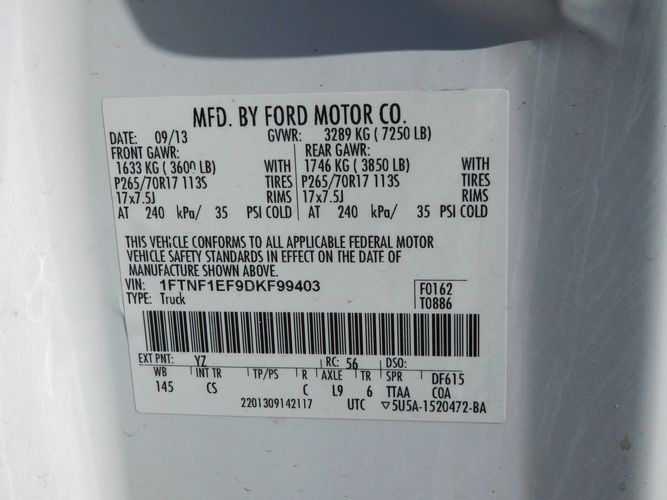 MFD. BY FORD MOTOR CO.
DATE: 09/13 GVWR: 3289 KG ( 7250 LB)
FRONT GAWR: REAR GAWR:
1633 KG ( 3600 LB) WITH 1746 KG ( 3850 LB) WITH
P265/70R17 113S TIRES P265/70R17 113S TIRES
17x7.5J RIMS 17x7.5J RIMS
AT 240 kPa/ 35 PSI COLD AT 240 kPa/ 35 PSI COLD
THIS VEHICLE CONFORMS TO ALL APPLICABLE FEDERAL MOTOR
VEHICLE SAFETY STANDARDS IN EFFECT ON THE DATE OF
MANUFACTURE SHOWN ABOVE.
VIN: 1FTNF1EF9DKF99403 F0162
TYPE: Truck T0886
EXT PNT: YZ RC: 56 DSO:
WB INT TR TP/PS R AXLE TR SPR DF615
145 CS C L9 6 TTAA COA
2201309142117 UTC ▽5U5A-1520472-BA